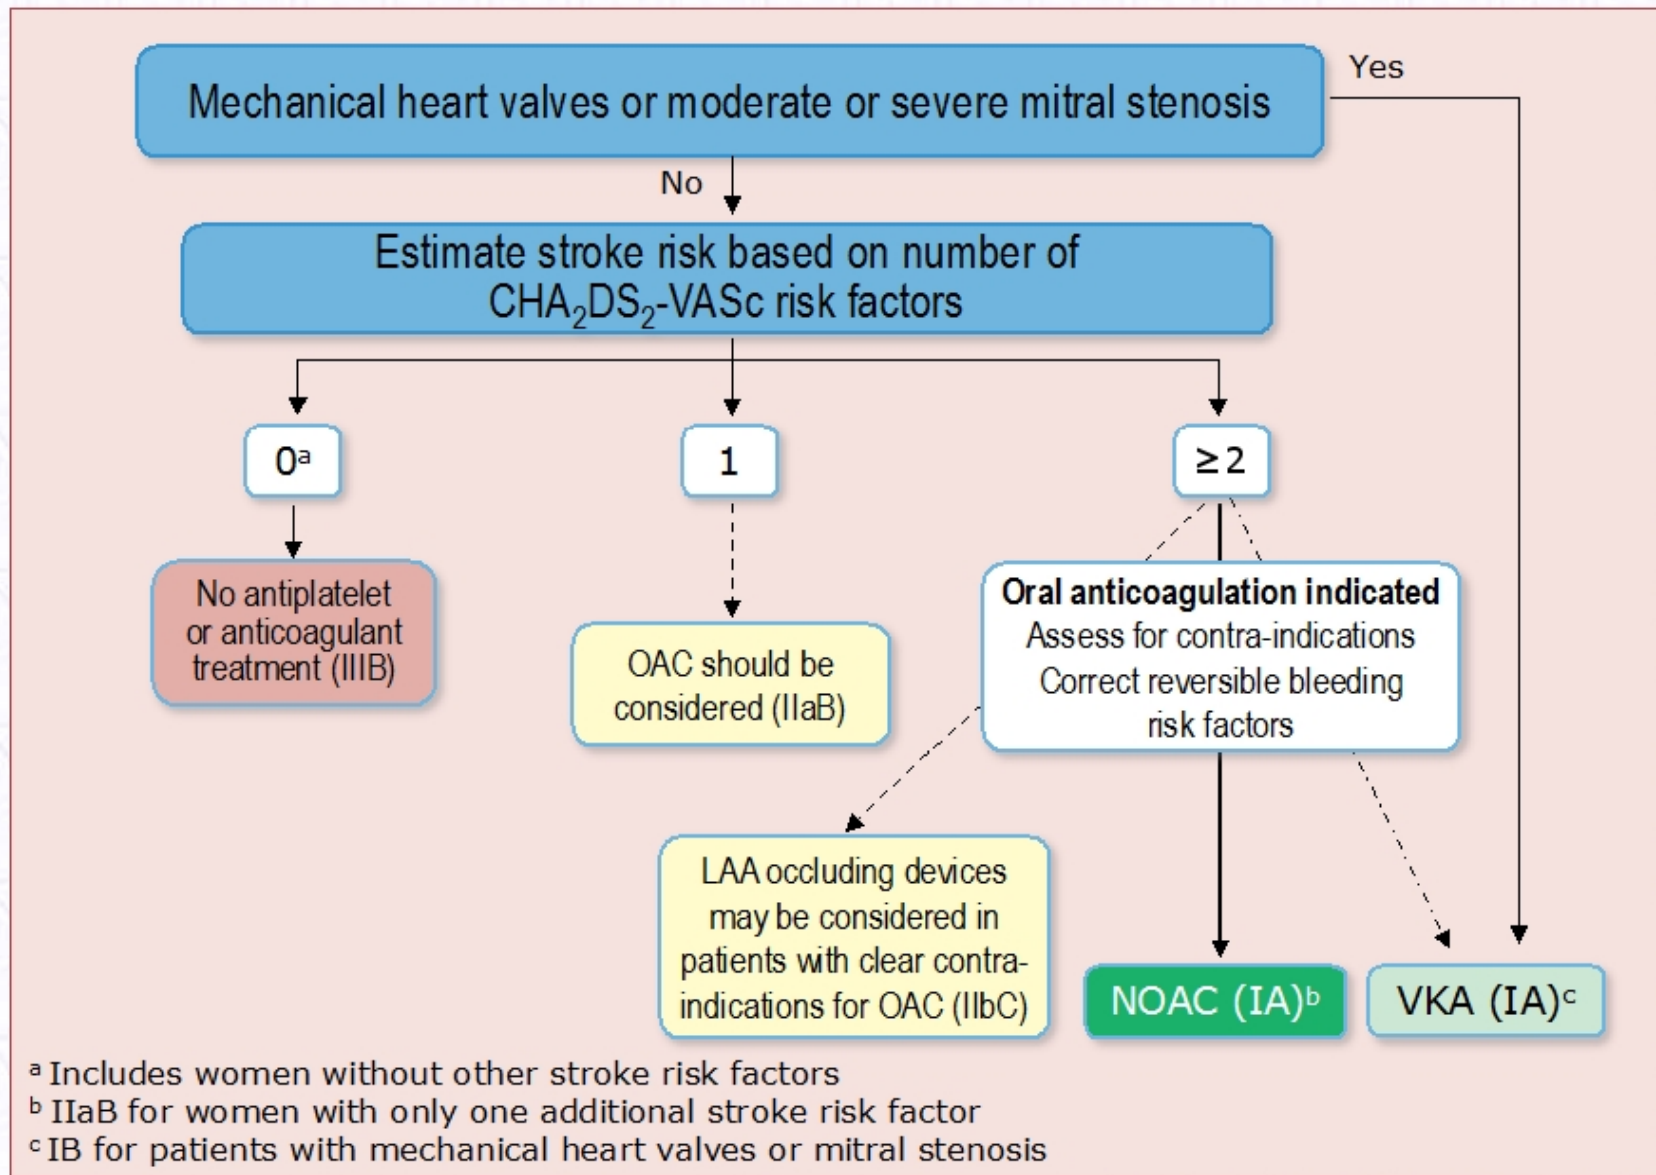 Mechanical heart valves or moderate or severe mitral stenosis
Yes
No
Estimate stroke risk based on number of
CHA₂DS₂-VASc risk factors
0ᵃ
1
≥2
No antiplatelet
or anticoagulant
treatment (IIIB)
OAC should be
considered (IIaB)
Oral anticoagulation indicated
Assess for contra-indications
Correct reversible bleeding
risk factors
LAA occluding devices
may be considered in
patients with clear contra-
indications for OAC (IIbC)
NOAC (IA)ᵇ
VKA (IA)ᶜ
ᵃ Includes women without other stroke risk factors
ᵇ IIaB for women with only one additional stroke risk factor
ᶜ IB for patients with mechanical heart valves or mitral stenosis